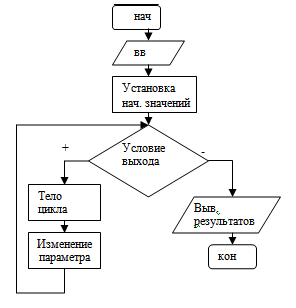 нач
вв
Установка
нач. значений
+
Условие
выхода
-
Тело
цикла
Выв.
результатов
Изменение
параметра
кон